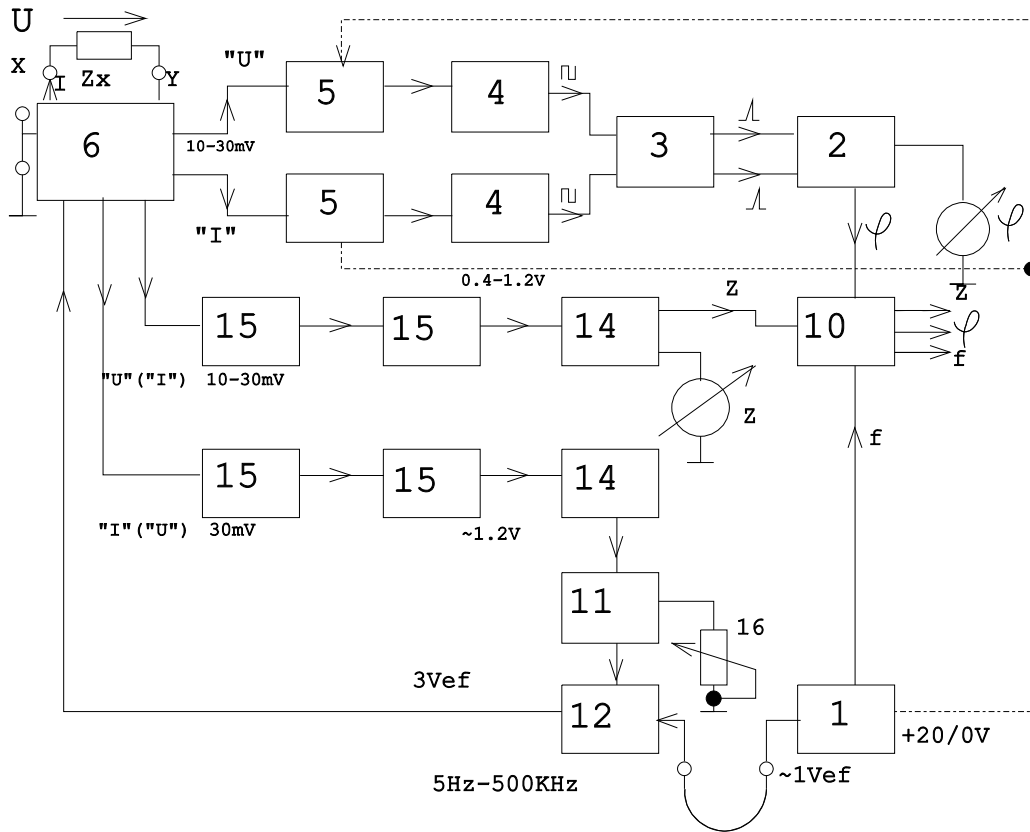 U
X
I
Zx
Y
"U"
5
4
6
10-30mV
3
2
5
4
"I"
φ
φ
0.4-1.2V
Z
Z
15
15
14
10
φ
f
"U"("I")
10-30mV
Z
f
15
15
14
"I"("U")
30mV
~1.2V
11
16
3Vef
12
1
+20/0V
5Hz-500KHz
~1Vef